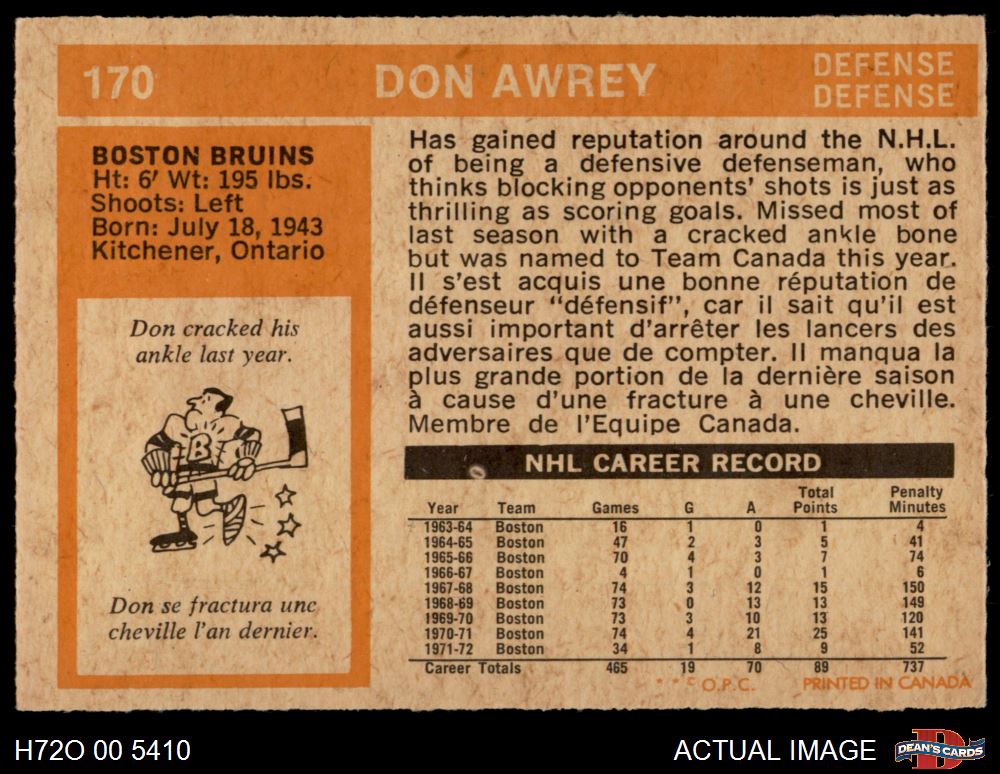 170 DON AWREY DEFENSE
DEFENSE
BOSTON BRUINS
Ht: 6' Wt: 195 lbs.
Shoots: Left
Born: July 18, 1943
Kitchener, Ontario
Don cracked his
ankle last year.
B
Don se fractura une
cheville l'an dernier.
Has gained reputation around the N.H.L.
of being a defensive defenseman, who
thinks blocking opponents' shots is just as
thrilling as scoring goals. Missed most of
last season with a cracked ankle bone
but was named to Team Canada this year.
Il s'est acquis une bonne réputation de
défenseur "défensif", car il sait qu'il est
aussi important d'arrêter les lancers des
adversaires que de compter. Il manqua la
plus grande portion de la dernière saison
à cause d'une fracture à une cheville.
Membre de l'Equipe Canada.
NHL CAREER RECORD
Year Team Games G A Total Points Penalty Minutes
1963-64 Boston 16 1 0 1 4
1964-65 Boston 47 2 3 5 41
1965-66 Boston 70 4 3 7 74
1966-67 Boston 4 1 0 1 6
1967-68 Boston 74 3 12 15 150
1968-69 Boston 73 0 13 13 149
1969-70 Boston 73 3 10 13 120
1970-71 Boston 74 4 21 25 141
1971-72 Boston 34 1 8 9 52
Career Totals 465 19 70 89 737
* * © O.P.C. PRINTED IN CANADA
H72O 00 5410 ACTUAL IMAGE D DEAN'S CARDS